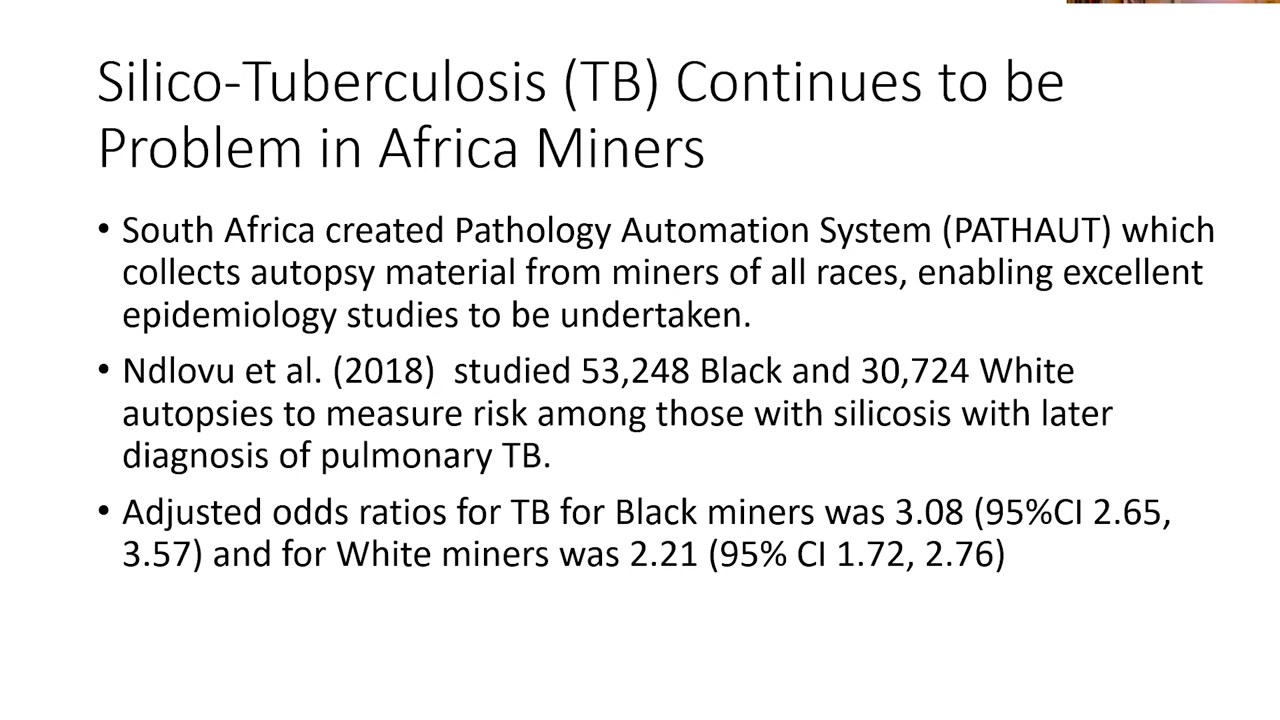 Silico-Tuberculosis (TB) Continues to be
Problem in Africa Miners
• South Africa created Pathology Automation System (PATHAUT) which
collects autopsy material from miners of all races, enabling excellent
epidemiology studies to be undertaken.
• Ndlovu et al. (2018)  studied 53,248 Black and 30,724 White
autopsies to measure risk among those with silicosis with later
diagnosis of pulmonary TB.
• Adjusted odds ratios for TB for Black miners was 3.08 (95%CI 2.65,
3.57) and for White miners was 2.21 (95% CI 1.72, 2.76)